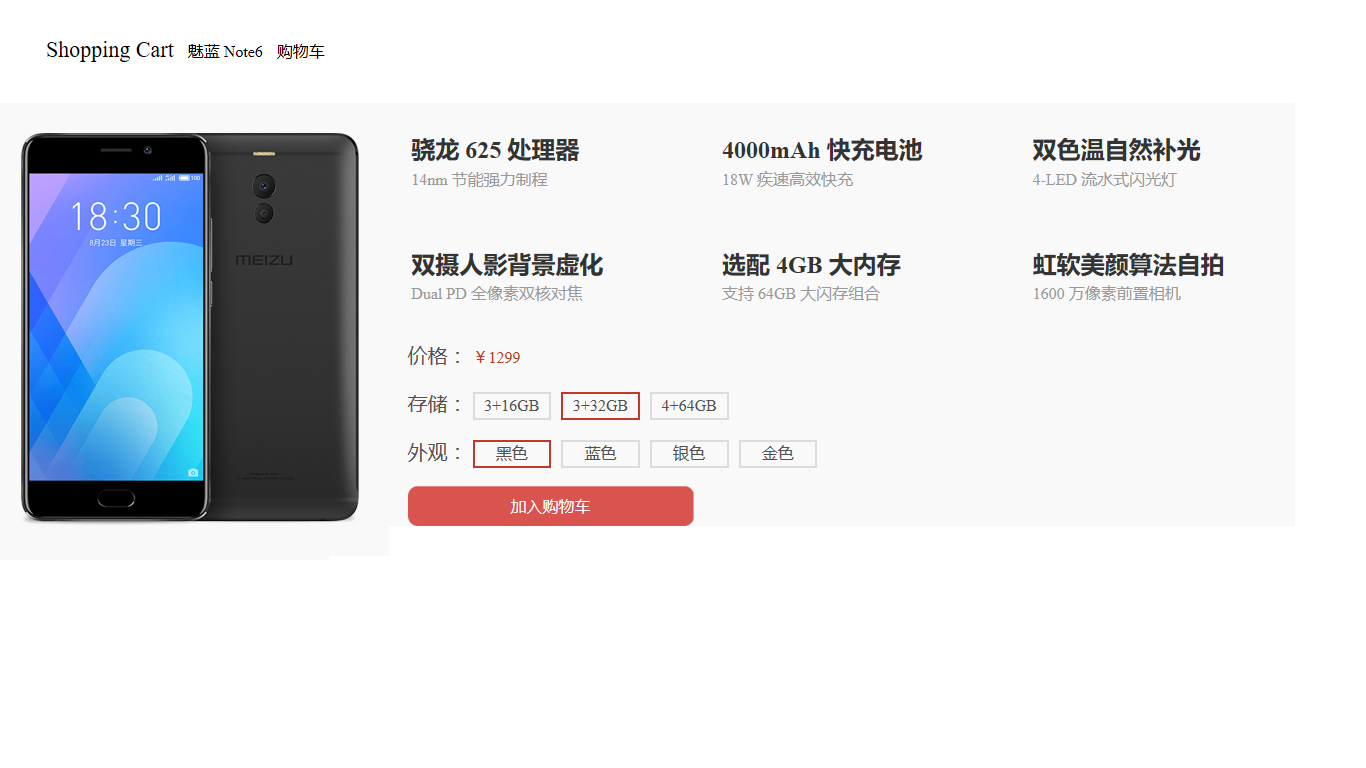 Shopping Cart 魅蓝 Note6 购物车
100
18:30
8月23日 星期三
MEIZU
骁龙 625 处理器 4000mAh 快充电池 双色温自然补光
14nm 节能强力制程 18W 疾速高效快充 4-LED 流水式闪光灯
双摄人影背景虚化 选配 4GB 大内存 虹软美颜算法自拍
Dual PD 全像素双核对焦 支持 64GB 大闪存组合 1600 万像素前置相机
价格： ￥1299
存储： 3+16GB 3+32GB 4+64GB
外观： 黑色 蓝色 银色 金色
加入购物车